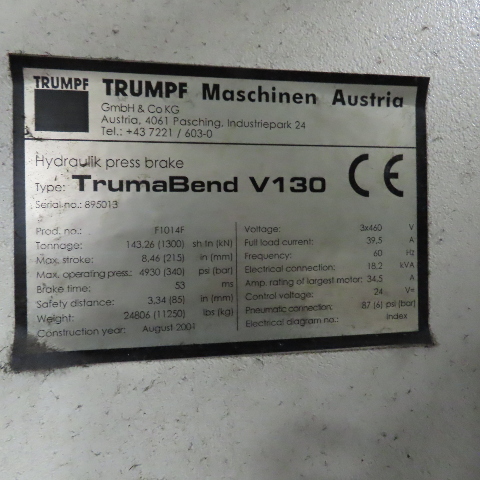 TRUMPF
TRUMPF Maschinen Austria
GmbH & Co KG
Austria, 4061 Pasching, Industriepark 24
Tel.: +43 7221 / 603-0
Hydraulik press brake
Type: TrumaBend V130 CE
Serial-no.: 895013
Prod. no.: F1014F
Tonnage: 143.26 (1300) sh tn (kN)
Max. stroke: 8,46 (215) in (mm)
Max. operating press.: 4930 (340) psi (bar)
Brake time: 53 ms
Safety distance: 3,34 (85) in (mm)
Weight: 24806 (11250) lbs (kg)
Construction year: August 2001
Voltage: 3x460 V
Full load current: 39,5 A
Frequency: 60 Hz
Electrical connection: 18,2 kVA
Amp. rating of largest motor: 34,5 A
Control voltage: 24 V=
Pneumatic connection: 87 (6) psi (bar)
Electrical diagram no.: Index